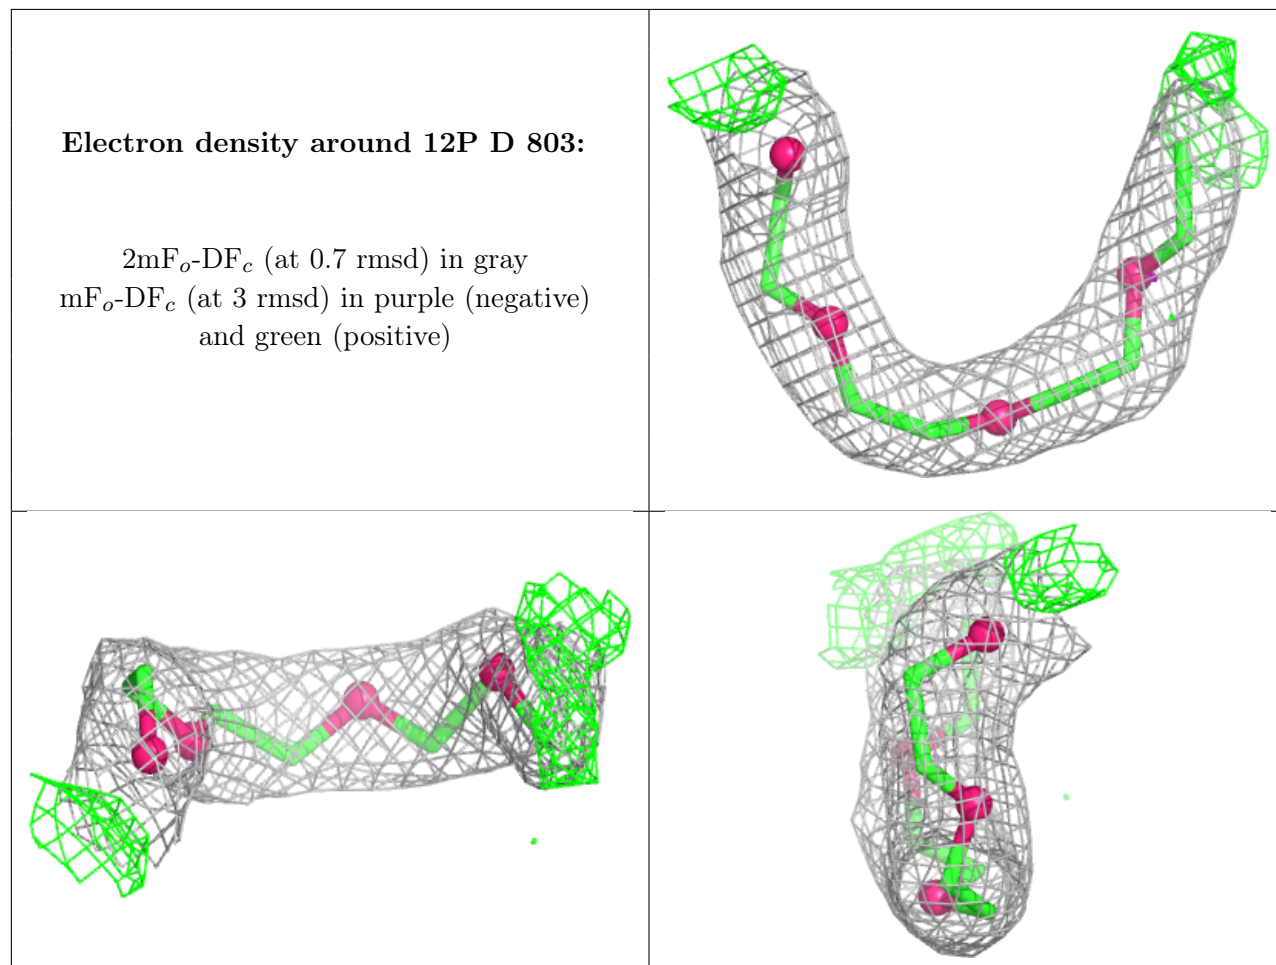 Electron density around 12P D 803:
2mFo-DFc (at 0.7 rmsd) in gray
mFo-DFc (at 3 rmsd) in purple (negative)
and green (positive)